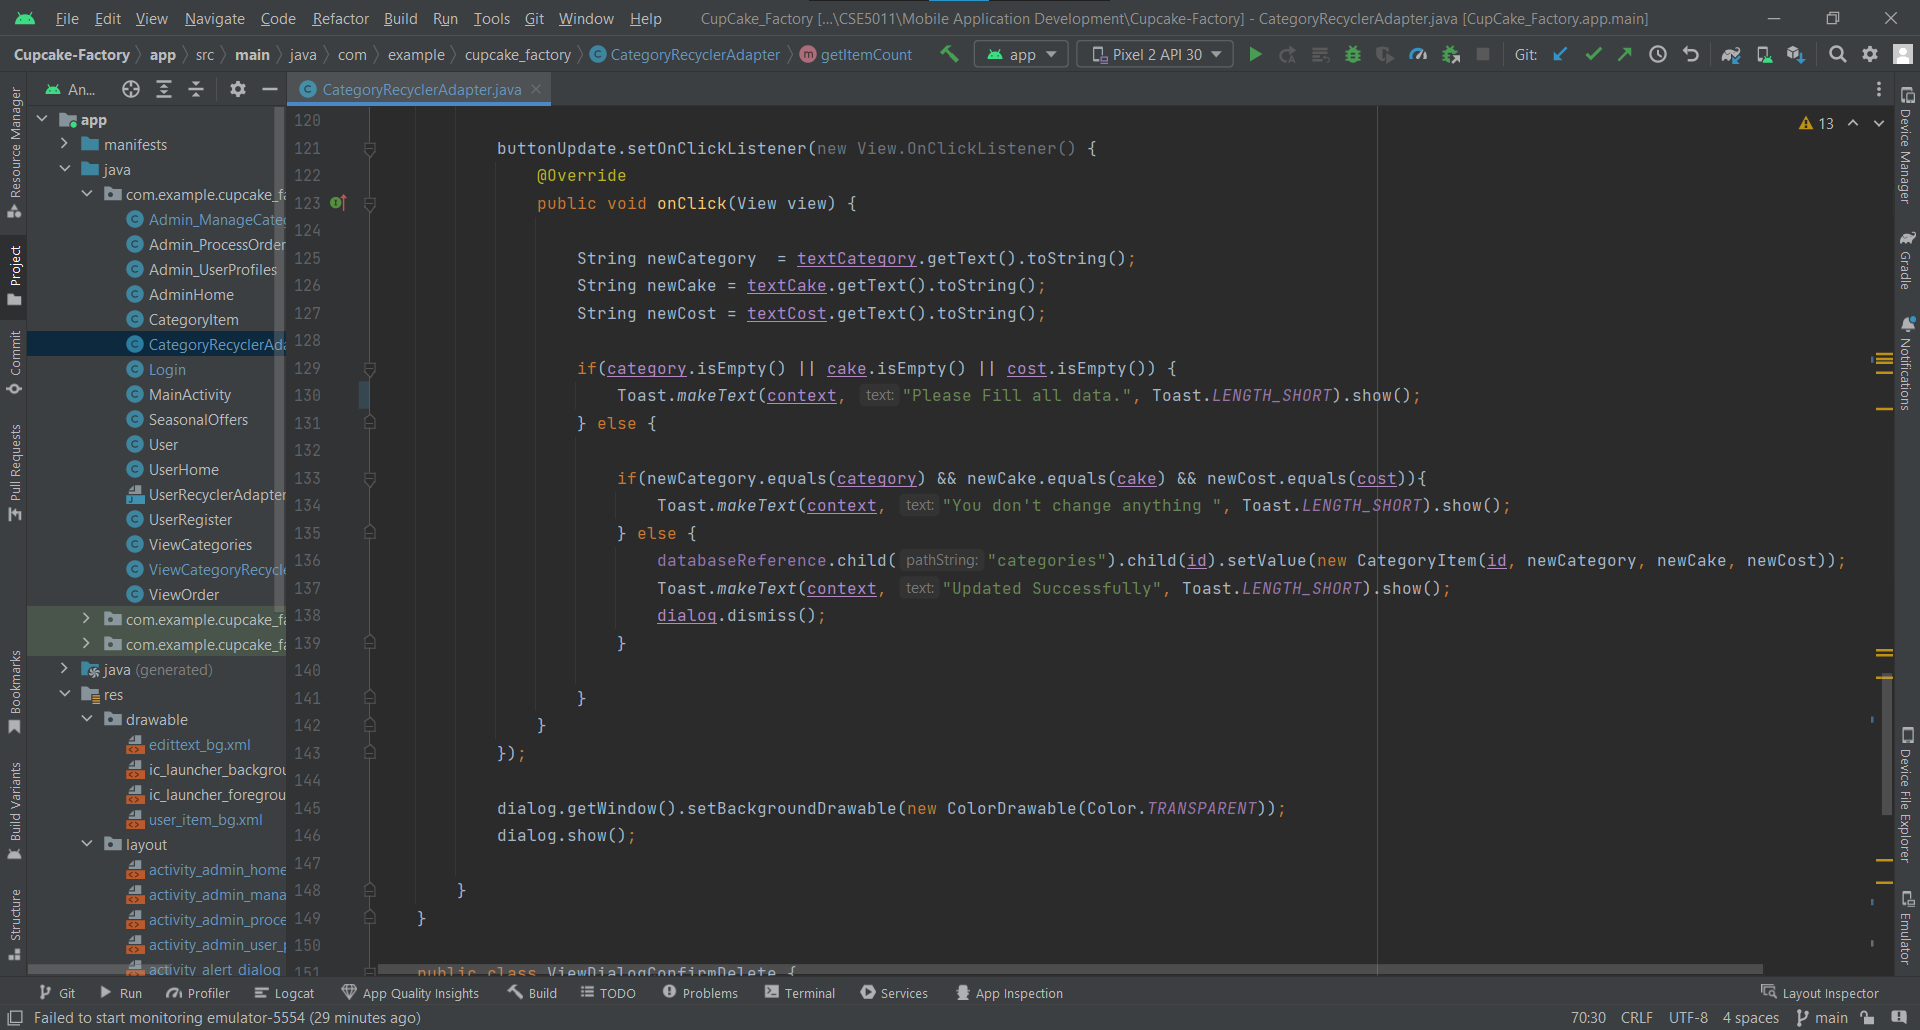 File Edit View Navigate Code Refactor Build Run Tools Git Window Help CupCake_Factory [...\CSE5011\Mobile Application Development\Cupcake-Factory] - CategoryRecyclerAdapter.java [CupCake_Factory.app.main]
Cupcake-Factory app src main java com example cupcake_factory CategoryRecyclerAdapter getItemCount app Pixel 2 API 30 Git:
An...
CategoryRecyclerAdapter.java
Resource Manager
Project
Commit
Pull Requests
Bookmarks
Build Variants
Structure
app
manifests
java
com.example.cupcake_fa
Admin_ManageCateg
Admin_ProcessOrder
Admin_UserProfiles
AdminHome
CategoryItem
CategoryRecyclerAda
Login
MainActivity
SeasonalOffers
User
UserHome
UserRecyclerAdapter
UserRegister
ViewCategories
ViewCategoryRecycle
ViewOrder
com.example.cupcake_fa
com.example.cupcake_fa
java (generated)
res
drawable
edittext_bg.xml
ic_launcher_backgrou
ic_launcher_foregrou
user_item_bg.xml
layout
activity_admin_home
activity_admin_mana
activity_admin_proce
activity_admin_user_p
activity_alert_dialog
13
120
121 buttonUpdate.setOnClickListener(new View.OnClickListener() {
122 @Override
123 public void onClick(View view) {
124
125 String newCategory  = textCategory.getText().toString();
126 String newCake = textCake.getText().toString();
127 String newCost = textCost.getText().toString();
128
129 if(category.isEmpty() || cake.isEmpty() || cost.isEmpty()) {
130 Toast.makeText(context, text: "Please Fill all data.", Toast.LENGTH_SHORT).show();
131 } else {
132
133 if(newCategory.equals(category) && newCake.equals(cake) && newCost.equals(cost)){
134 Toast.makeText(context, text: "You don't change anything ", Toast.LENGTH_SHORT).show();
135 } else {
136 databaseReference.child( pathString: "categories").child(id).setValue(new CategoryItem(id, newCategory, newCake, newCost));
137 Toast.makeText(context, text: "Updated Successfully", Toast.LENGTH_SHORT).show();
138 dialog.dismiss();
139 }
140
141 }
142 }
143 });
144
145 dialog.getWindow().setBackgroundDrawable(new ColorDrawable(Color.TRANSPARENT));
146 dialog.show();
147
148 }
149 }
150
151 public class ViewDialogConfirmDelete {
Device Manager
Gradle
Notifications
Device File Explorer
Emulator
Git Run Profiler Logcat App Quality Insights Build TODO Problems Terminal Services App Inspection Layout Inspector
Failed to start monitoring emulator-5554 (29 minutes ago) 70:30 CRLF UTF-8 4 spaces main